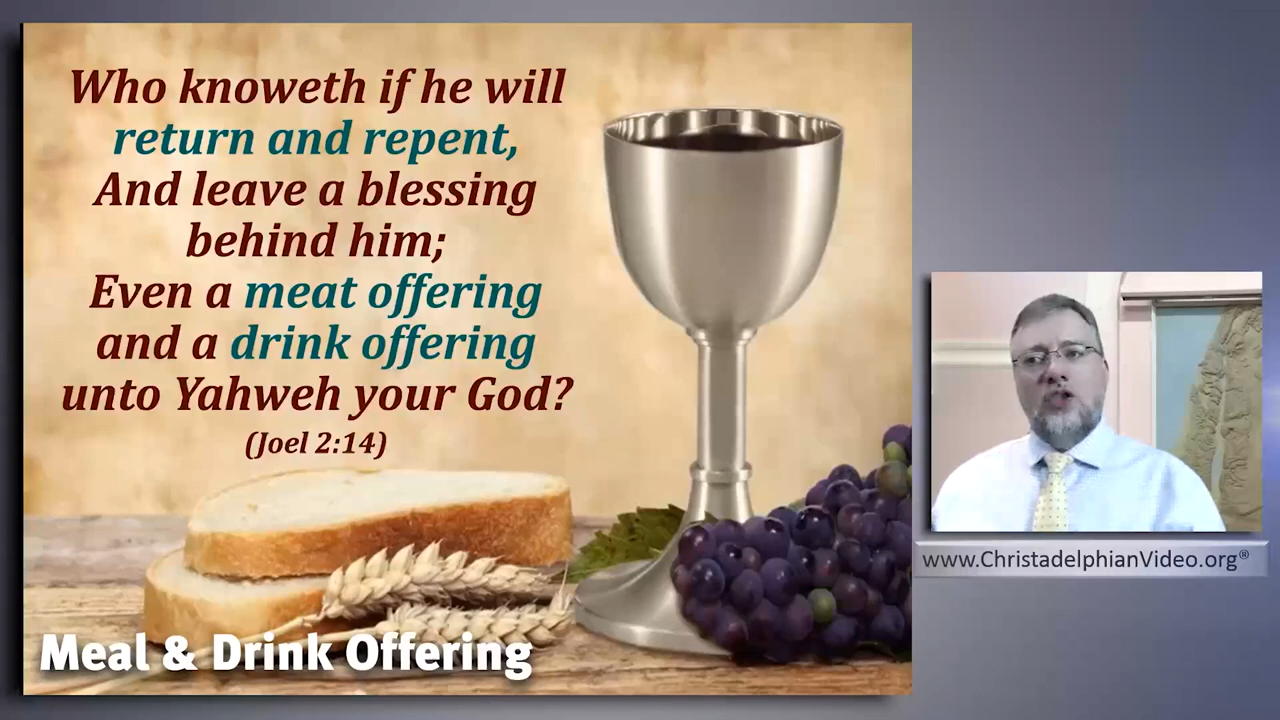 Who knoweth if he will
return and repent,
And leave a blessing
behind him;
Even a meat offering
and a drink offering
unto Yahweh your God?
(Joel 2:14)
Meal & Drink Offering
www.ChristadelphianVideo.org®